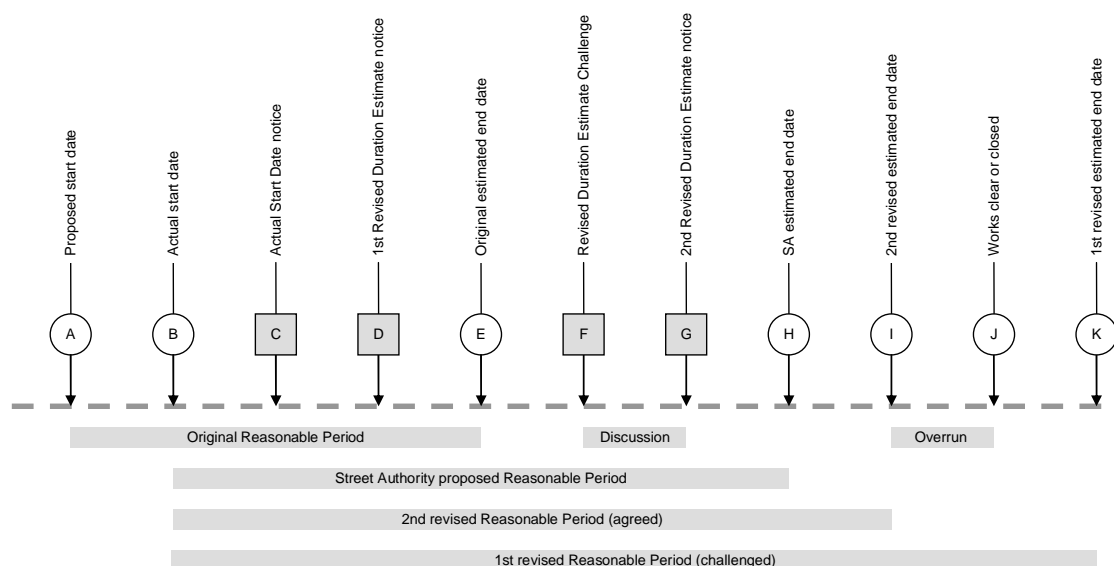 Proposed start date
Actual start date
Actual Start Date notice
1st Revised Duration Estimate notice
Original estimated end date
Revised Duration Estimate Challenge
2nd Revised Duration Estimate notice
SA estimated end date
2nd revised estimated end date
Works clear or closed
1st revised estimated end date
A
B
C
D
E
F
G
H
I
J
K
Original Reasonable Period
Discussion
Overrun
Street Authority proposed Reasonable Period
2nd revised Reasonable Period (agreed)
1st revised Reasonable Period (challenged)